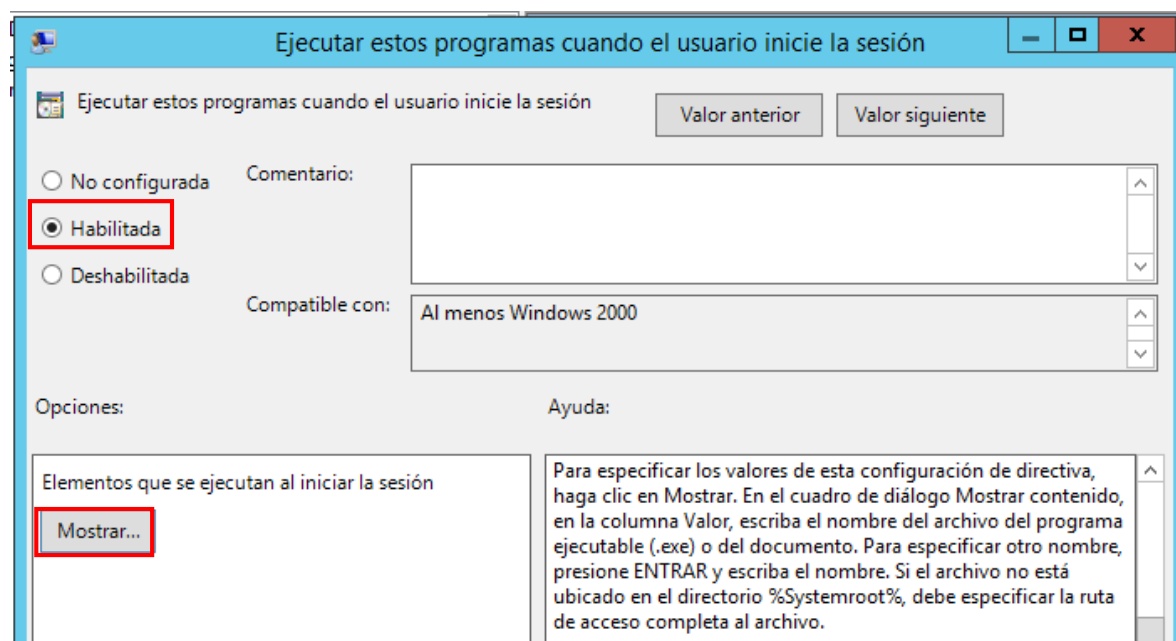 Ejecutar estos programas cuando el usuario inicie la sesión
Ejecutar estos programas cuando el usuario inicie la sesión
Valor anterior
Valor siguiente
No configurada
Comentario:
Habilitada
Deshabilitada
Compatible con:
Al menos Windows 2000
Opciones:
Ayuda:
Elementos que se ejecutan al iniciar la sesión
Mostrar...
Para especificar los valores de esta configuración de directiva,
haga clic en Mostrar. En el cuadro de diálogo Mostrar contenido,
en la columna Valor, escriba el nombre del archivo del programa
ejecutable (.exe) o del documento. Para especificar otro nombre,
presione ENTRAR y escriba el nombre. Si el archivo no está
ubicado en el directorio %Systemroot%, debe especificar la ruta
de acceso completa al archivo.